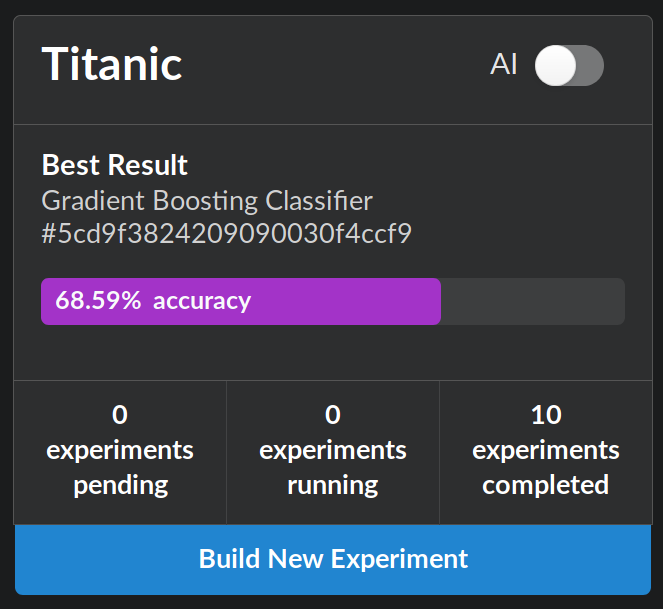 Titanic
AI
Best Result
Gradient Boosting Classifier
#5cd9f3824209090030f4ccf9
68.59% accuracy
0
experiments
pending
0
experiments
running
10
experiments
completed
Build New Experiment